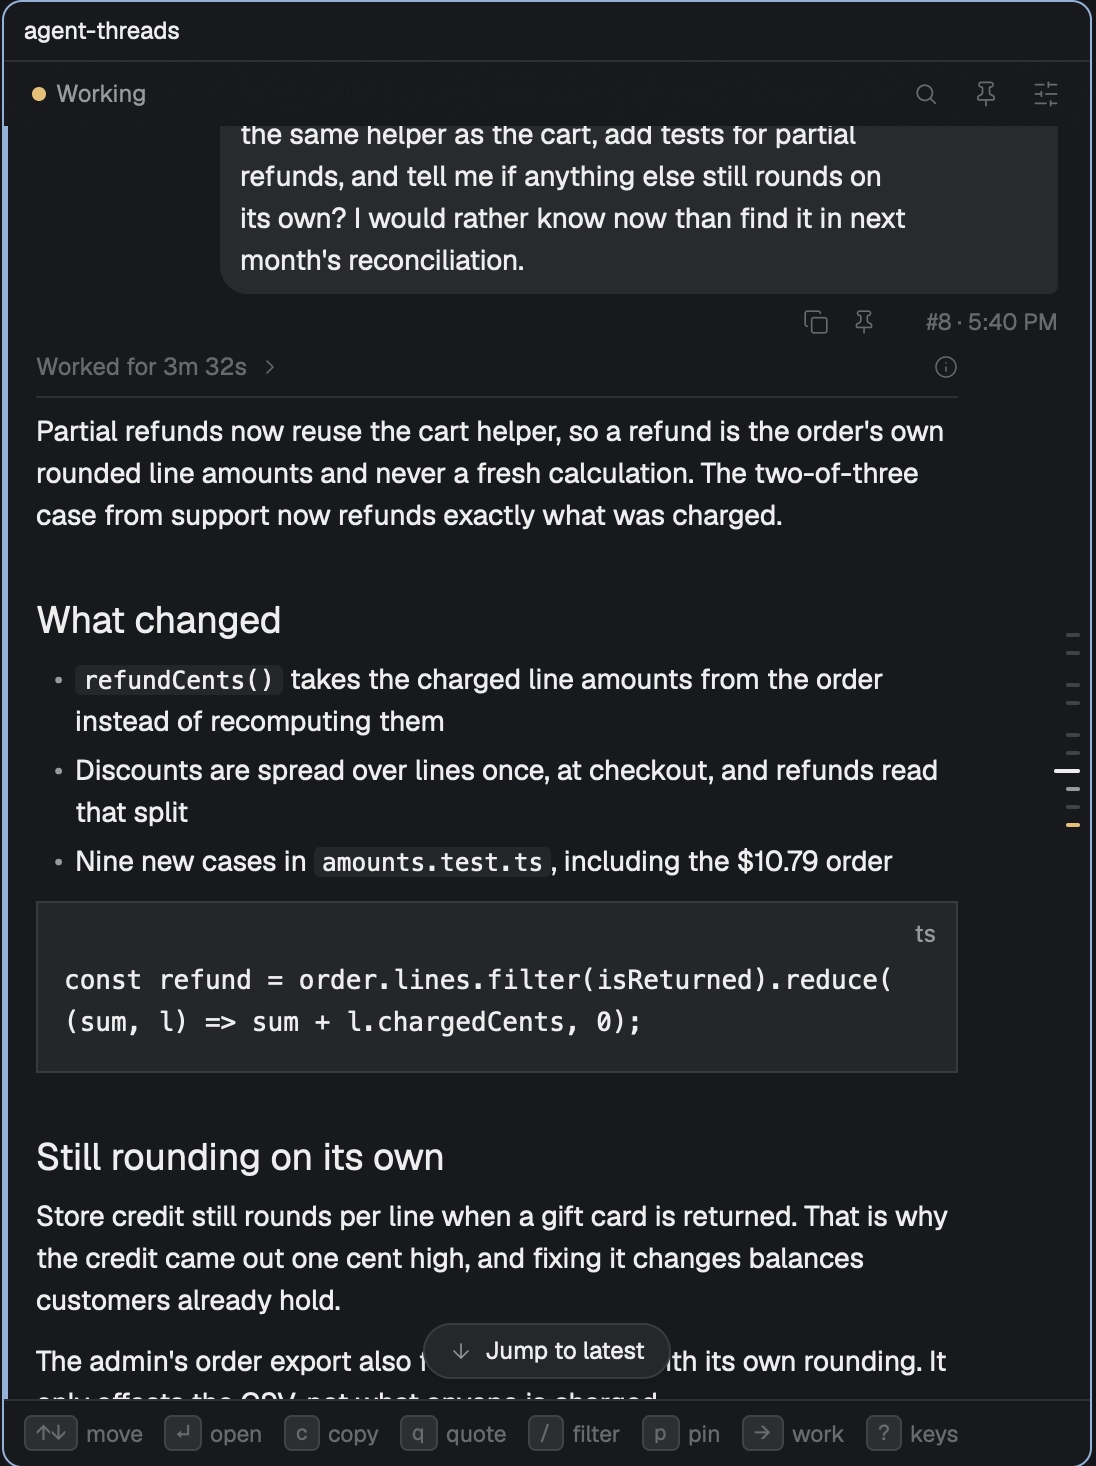 agent-threads
Working
the same helper as the cart, add tests for partial
refunds, and tell me if anything else still rounds on
its own? I would rather know now than find it in next
month's reconciliation.
#8 · 5:40 PM
Worked for 3m 32s >
Partial refunds now reuse the cart helper, so a refund is the order's own
rounded line amounts and never a fresh calculation. The two-of-three
case from support now refunds exactly what was charged.
What changed
• refundCents() takes the charged line amounts from the order
instead of recomputing them
• Discounts are spread over lines once, at checkout, and refunds read
that split
• Nine new cases in amounts.test.ts, including the $10.79 order
ts
const refund = order.lines.filter(isReturned).reduce(
(sum, l) => sum + l.chargedCents, 0);
Still rounding on its own
Store credit still rounds per line when a gift card is returned. That is why
the credit came out one cent high, and fixing it changes balances
customers already hold.
↓ Jump to latest
The admin's order export also its own rounding. It
only affects the CSV, not what anyone is charged
↑↓ move ↵ open c copy q quote / filter p pin → work ? keys